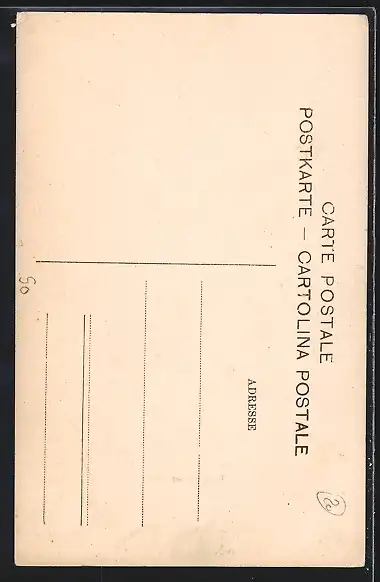 CARTE POSTALE
POSTKARTE – CARTOLINA POSTALE
ADRESSE